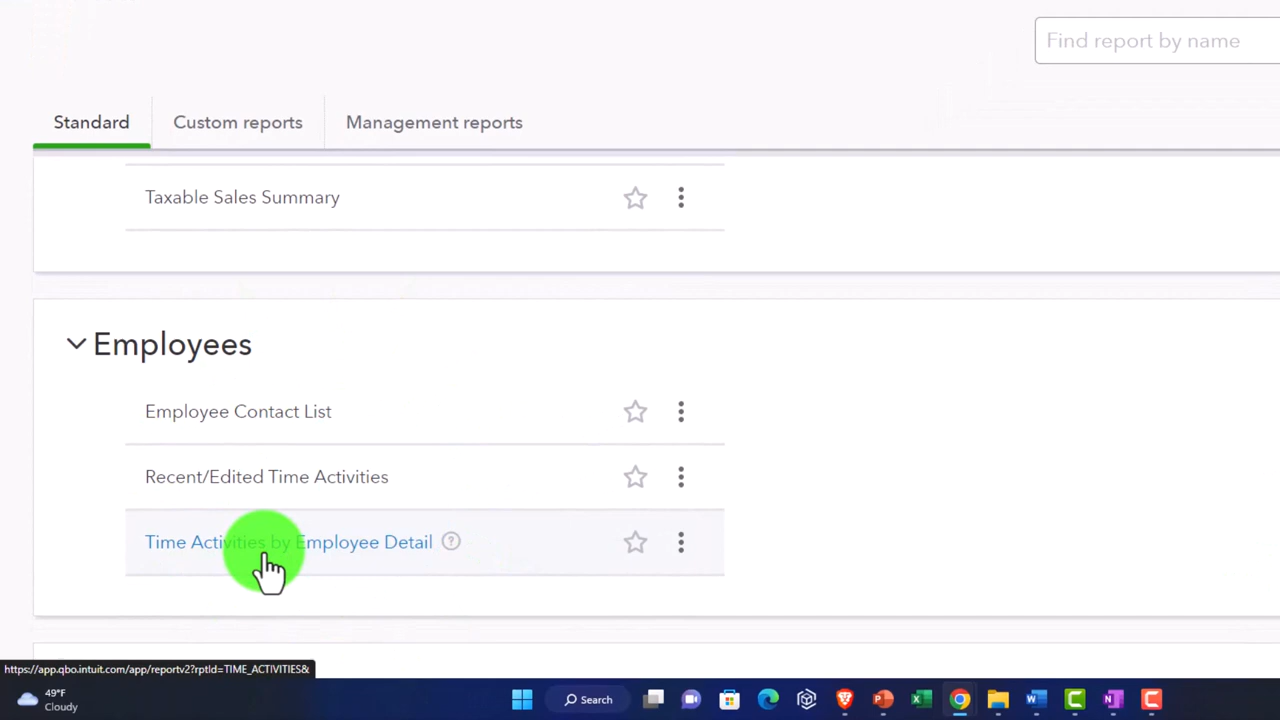 Find report by name
Standard
Custom reports
Management reports
Taxable Sales Summary
Employees
Employee Contact List
Recent/Edited Time Activities
Time Activities by Employee Detail ?
https://app.qbo.intuit.com/app/reportv2?rptId=TIME_ACTIVITIES&
49°F
Cloudy
Search